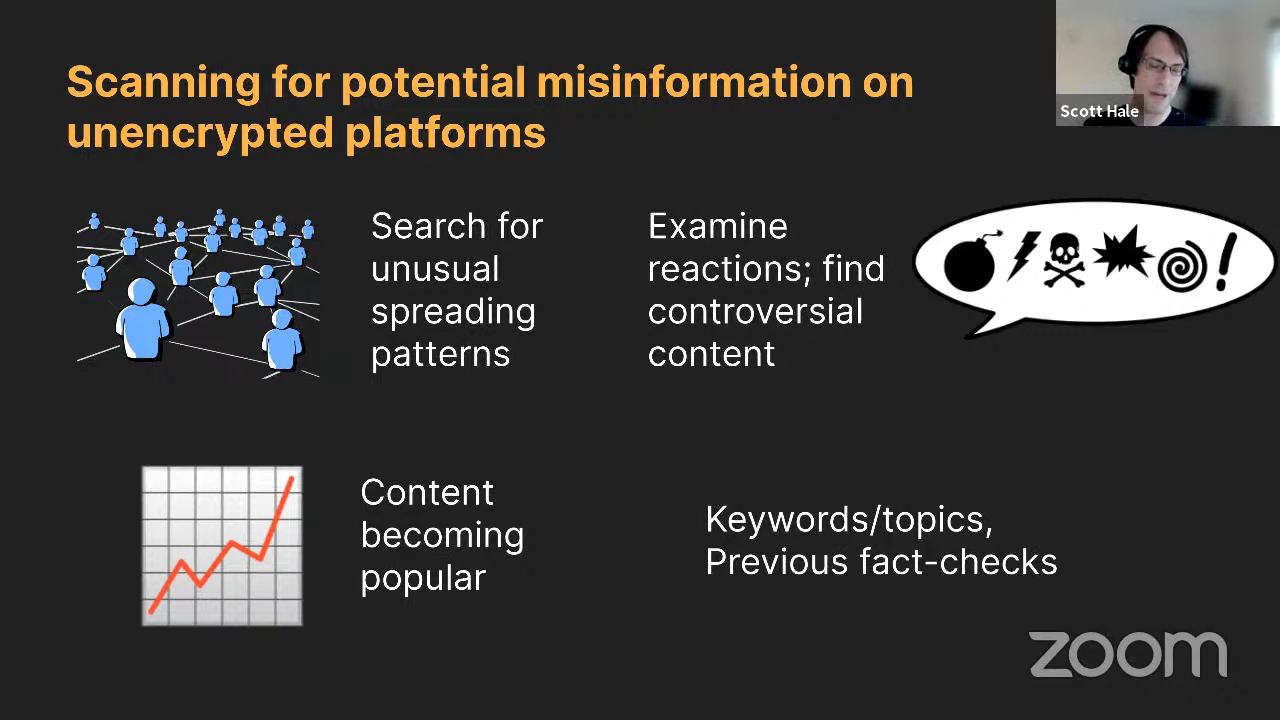 Scanning for potential misinformation on
unencrypted platforms
Scott Hale
Search for
unusual
spreading
patterns
Examine
reactions; find
controversial
content
Content
becoming
popular
Keywords/topics,
Previous fact-checks
zoom